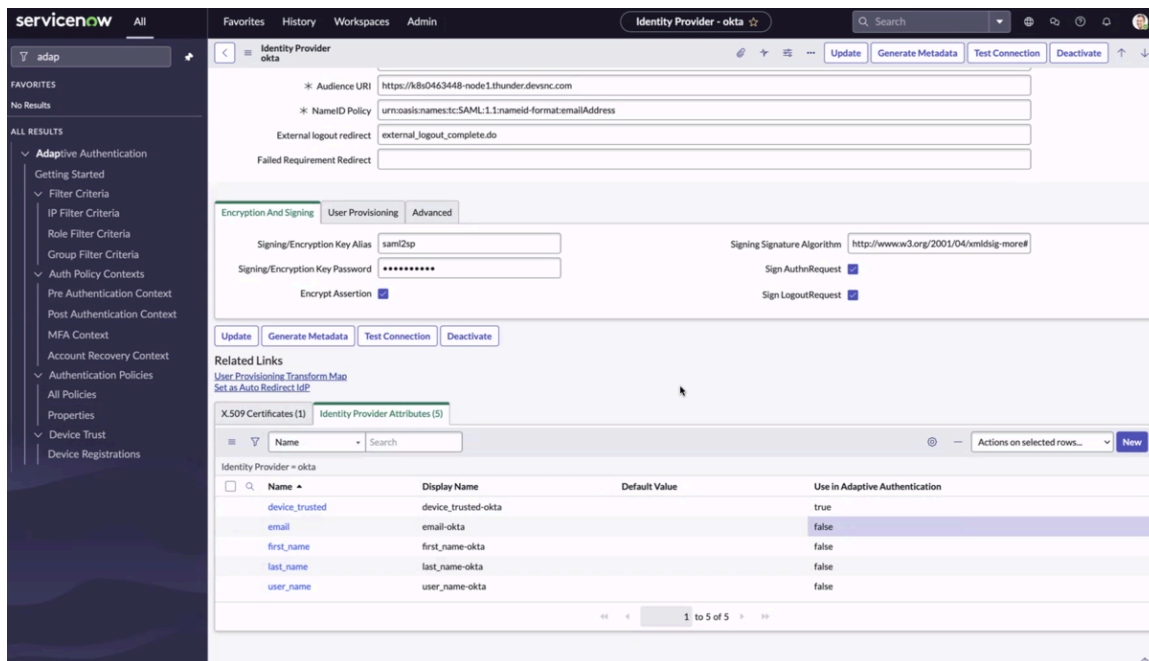 servicenow All Favorites History Workspaces Admin Identity Provider - okta Search
adap
FAVORITES
No Results
ALL RESULTS
Adaptive Authentication
Getting Started
Filter Criteria
IP Filter Criteria
Role Filter Criteria
Group Filter Criteria
Auth Policy Contexts
Pre Authentication Context
Post Authentication Context
MFA Context
Account Recovery Context
Authentication Policies
All Policies
Properties
Device Trust
Device Registrations
Identity Provider
okta
Update Generate Metadata Test Connection Deactivate
Audience URI https://k8s0463448-node1.thunder.devsnc.com
NameID Policy urn:oasis:names:tc:SAML:1.1:nameid-format:emailAddress
External logout redirect external_logout_complete.do
Failed Requirement Redirect
Encryption And Signing User Provisioning Advanced
Signing/Encryption Key Alias saml2sp Signing Signature Algorithm http://www.w3.org/2001/04/xmldsig-more#
Signing/Encryption Key Password •••••••••• Sign AuthnRequest
Encrypt Assertion Sign LogoutRequest
Update Generate Metadata Test Connection Deactivate
Related Links
User Provisioning Transform Map
Set as Auto Redirect IdP
X.509 Certificates (1) Identity Provider Attributes (5)
Name Search Actions on selected rows... New
Identity Provider = okta
Name Display Name Default Value Use in Adaptive Authentication
device_trusted device_trusted-okta true
email email-okta false
first_name first_name-okta false
last_name last_name-okta false
user_name user_name-okta false
1 to 5 of 5